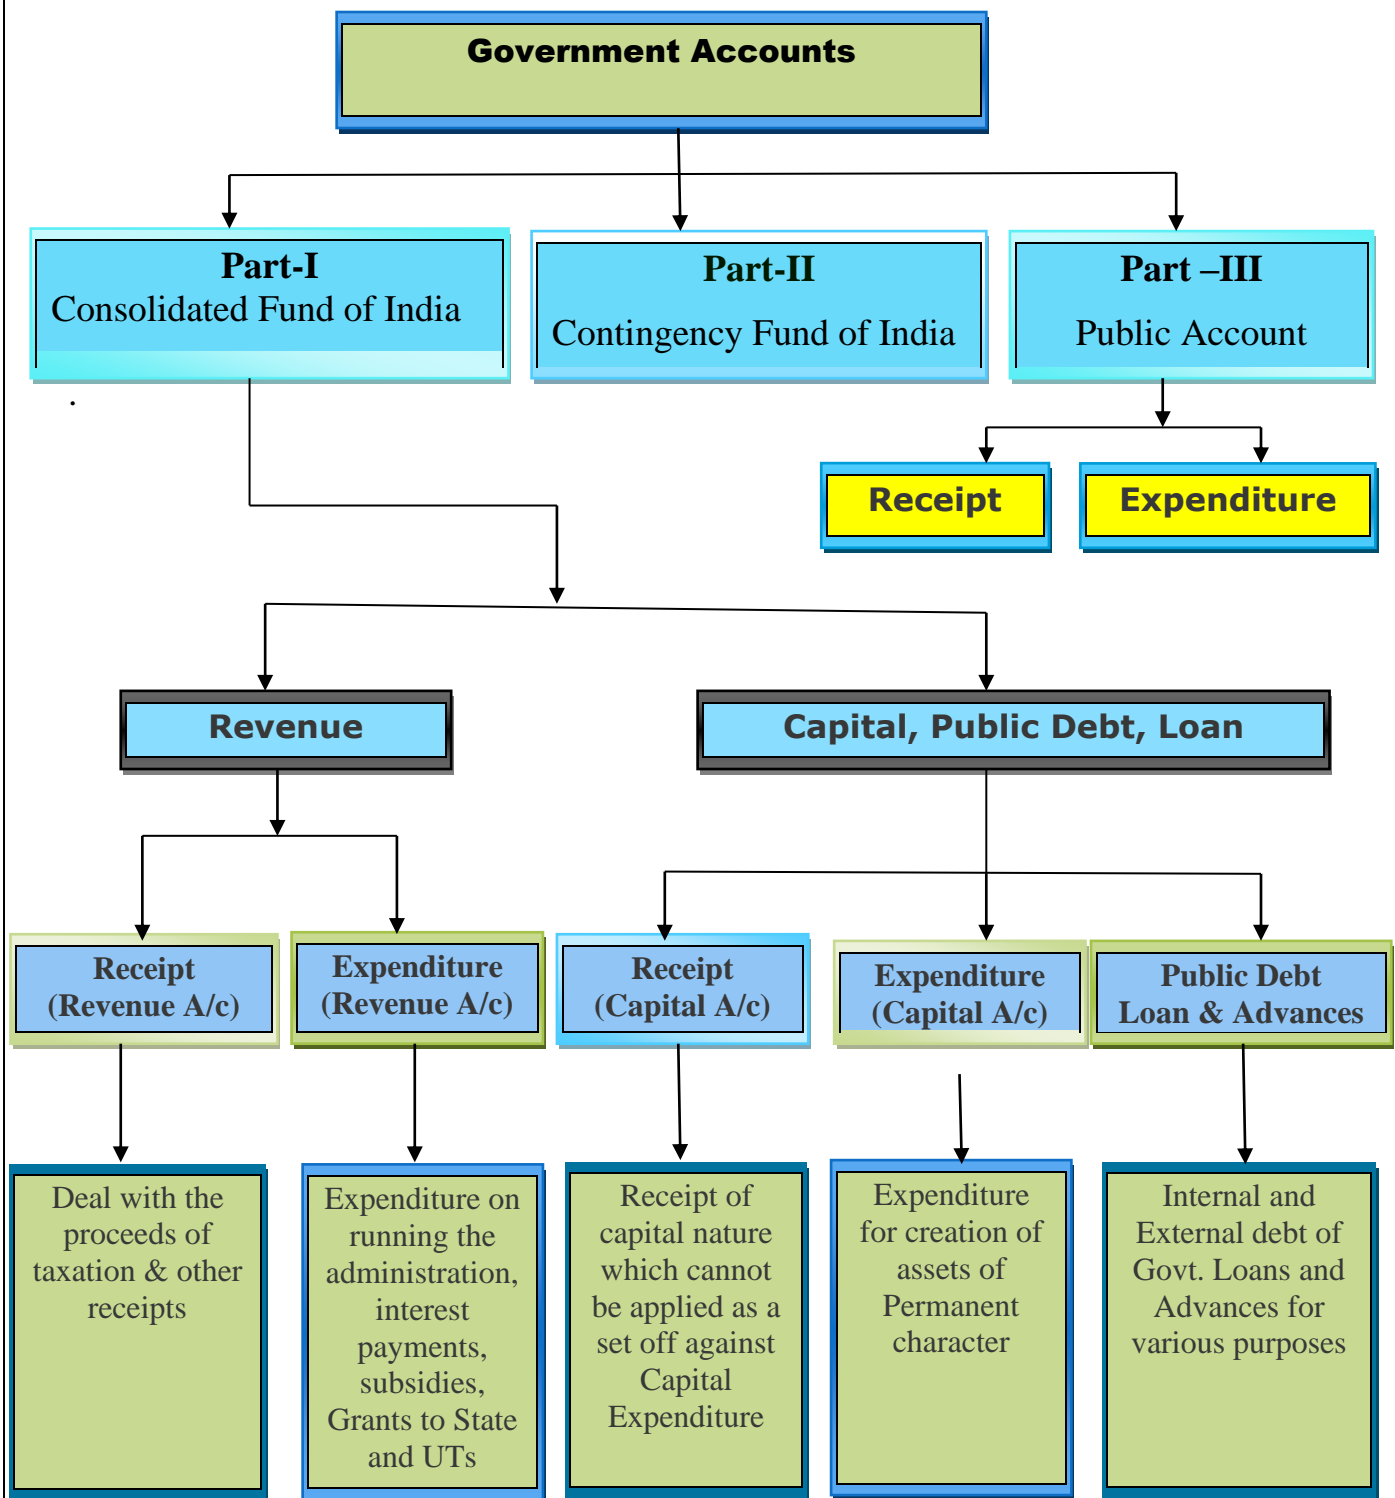 Government Accounts
Part-I
Consolidated Fund of India
Part-II
Contingency Fund of India
Part –III
Public Account
.
Receipt
Expenditure
Revenue
Capital, Public Debt, Loan
Receipt
(Revenue A/c)
Expenditure
(Revenue A/c)
Receipt
(Capital A/c)
Expenditure
(Capital A/c)
Public Debt
Loan & Advances
Deal with the
proceeds of
taxation & other
receipts
Expenditure on
running the
administration,
interest
payments,
subsidies,
Grants to State
and UTs
Receipt of
capital nature
which cannot
be applied as a
set off against
Capital
Expenditure
Expenditure
for creation of
assets of
Permanent
character
Internal and
External debt of
Govt. Loans and
Advances for
various purposes